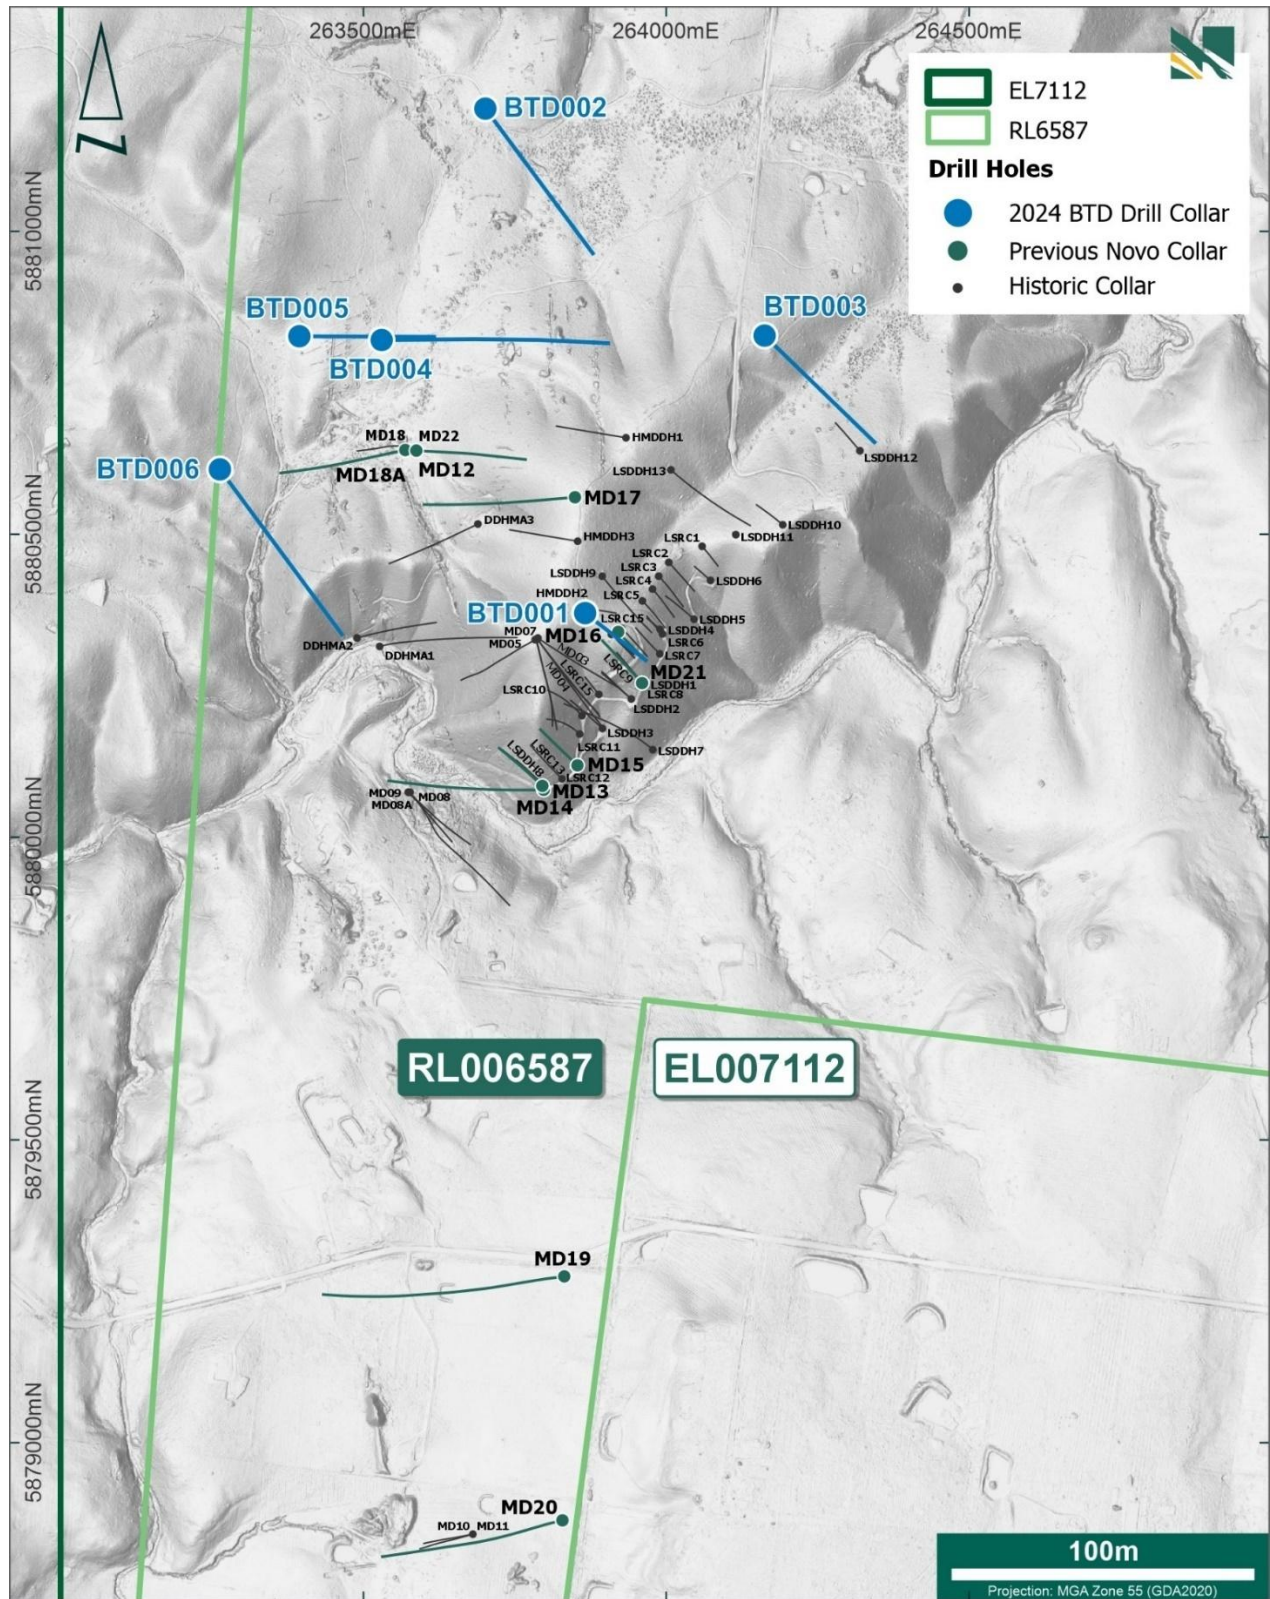 263500mE
264000mE
264500mE
EL7112
RL6587
Drill Holes
2024 BTD Drill Collar
Previous Novo Collar
Historic Collar
Z
BTD002
5881000mN
BTD005
BTD003
BTD004
HMDDH1
MD18
MD22
LSDDH12
BTD006
MD18A
MD12
LSDDH13
5880500mN
MD17
DDHMA3
LSDDH10
HMDDH3
LSRC1
LSDDH11
LSRC2
LSDDH9
LSRC3
LSRC4
LSDDH6
HMDDH2
LSRC5
BTD001
LSRC15
LSDDH5
MD07
MD16
LSDDH4
MD05
LSRC6
DDHMA2
DDHMA1
MD03
LSRC7
LSRC9
MD21
LSRC15
LSDDH1
MD04
LSRC10
LSRC8
LSDDH2
LSDDH3
LSRC11
LSDDH7
LSRC13
MD15
LSDDH8
LSRC12
MD09
MD08
MD13
MD08A
MD14
5880000mN
RL006587
EL007112
5879500mN
MD19
5879000mN
MD20
MD10
MD11
100m
Projection: MGA Zone 55 (GDA2020)